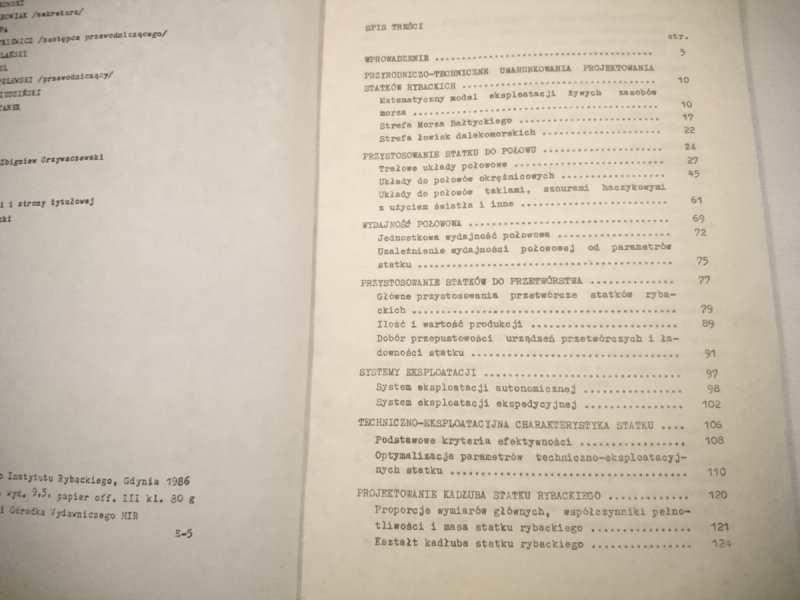 /sekretarz/
/zastępca przewodniczącego/
/przewodniczący/
Zbigniew Grzywaczewski
i i strony tytułowej
Instytutu Rybackiego, Gdynia 1986
wyd. 9,5, papier off. III kl. 80 g
i Ośrodka Wydawniczego MIR
S-5
SPIS TREŚCI
str.
WPROWADZENIE ........ 5
PRZYRODNICZO-TECHNICZNE UWARUNKOWANIA PROJEKTOWANIA
STATKÓW RYBACKICH ........ 10
Matematyczny model eksploatacji żywych zasobów
morza ........ 10
Strefa Morza Bałtyckiego ........ 17
Strefa łowisk dalekomorskich ........ 22
PRZYSTOSOWANIE STATKU DO POŁOWU ........ 24
Trałowe układy połowowe ........ 27
Układy do połowów okrężnicowych ........ 45
Układy do połowów taklami, sznurami haczykowymi
z użyciem światła i inne ........ 61
WYDAJNOŚĆ POŁOWOWA ........ 69
Jednostkowa wydajność połowowa ........ 72
Uzależnienie wydajności połowowej od parametrów
statku ........ 75
PRZYSTOSOWANIE STATKÓW DO PRZETWÓRSTWA ........ 77
Główne przystosowania przetwórcze statków ryba-
ckich ........ 79
Ilość i wartość produkcji ........ 89
Dobór przepustowości urządzeń przetwórczych i ła-
downości statku ........ 91
SYSTEMY EKSPLOATACJI ........ 97
System eksploatacji autonomicznej ........ 98
System eksploatacji ekspedycyjnej ........ 102
TECHNICZNO-EKSPLOATACYJNA CHARAKTERYSTYKA STATKU .... 106
Podstawowe kryteria efektywności ........ 108
Optymalizacja parametrów techniczno-eksploatacyj-
nych statku ........ 110
PROJEKTOWANIE KADŁUBA STATKU RYBACKIEGO ........ 120
Proporcje wymiarów głównych, współczynniki pełno-
tliwości i masa statku rybackiego ........ 121
Kształt kadłuba statku rybackiego ........ 124